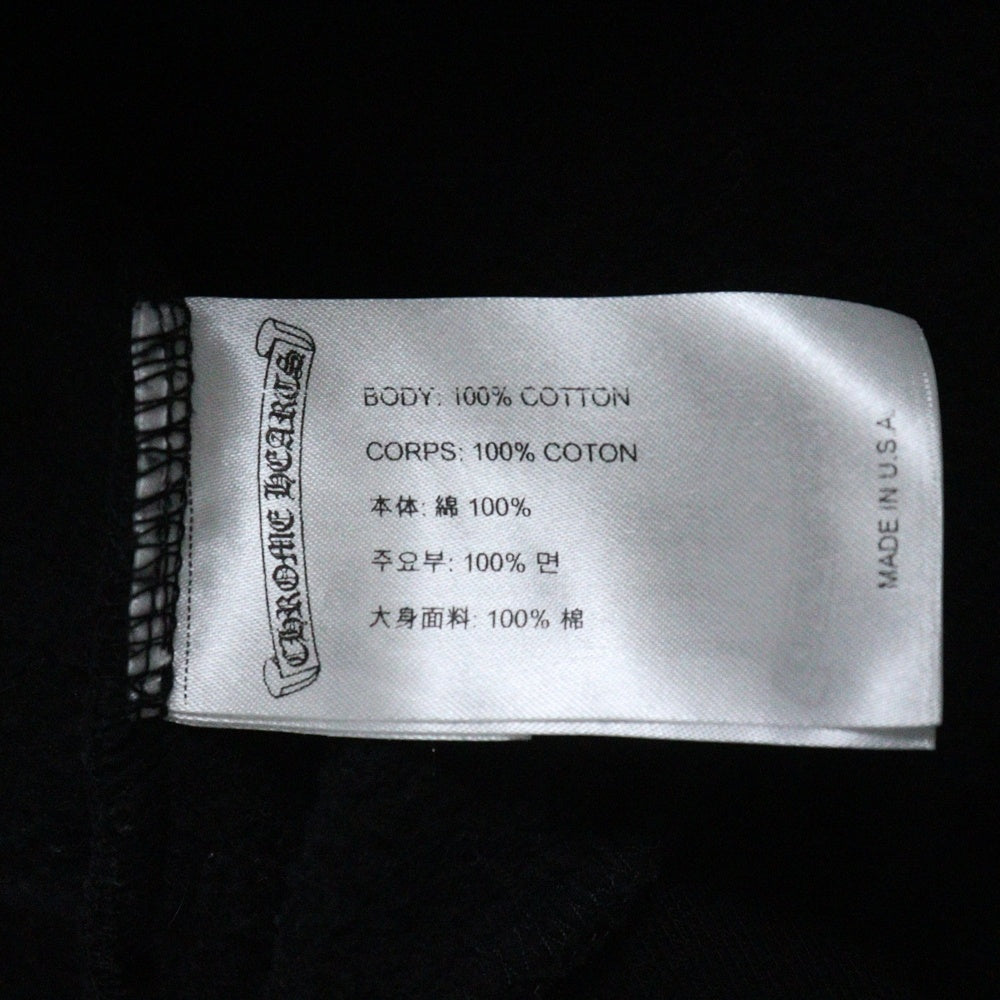 CHROME HEARTS
BODY: 100% COTTON
CORPS: 100% COTON
本体: 綿 100%
주요부: 100% 면
大身面料: 100% 棉
MADE IN U.S.A.